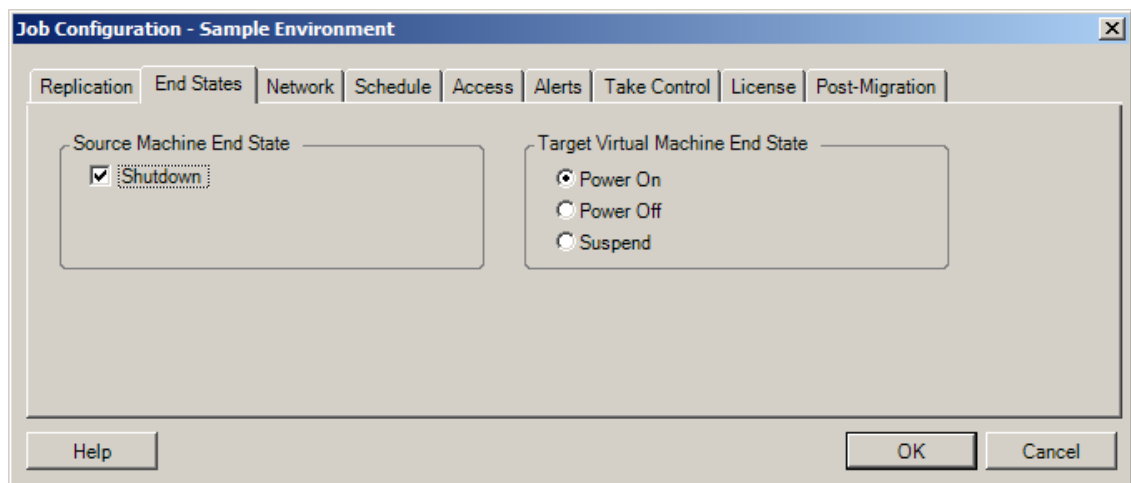 Job Configuration - Sample Environment
Replication End States Network Schedule Access Alerts Take Control License Post-Migration
Source Machine End State
Shutdown
Target Virtual Machine End State
Power On
Power Off
Suspend
Help OK Cancel